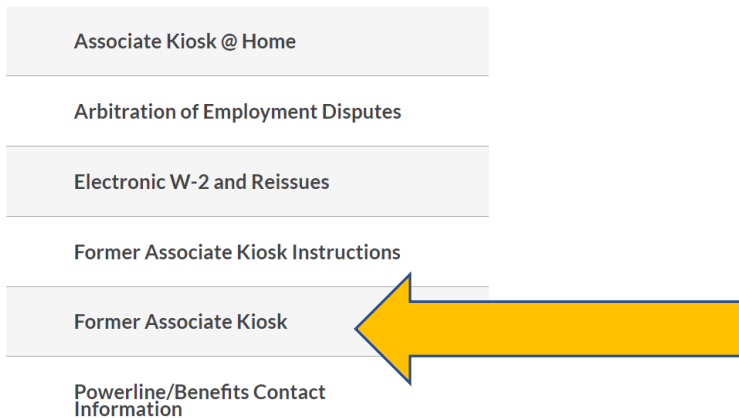 Associate Kiosk @ Home
Arbitration of Employment Disputes
Electronic W-2 and Reissues
Former Associate Kiosk Instructions
Former Associate Kiosk
Powerline/Benefits Contact
Information